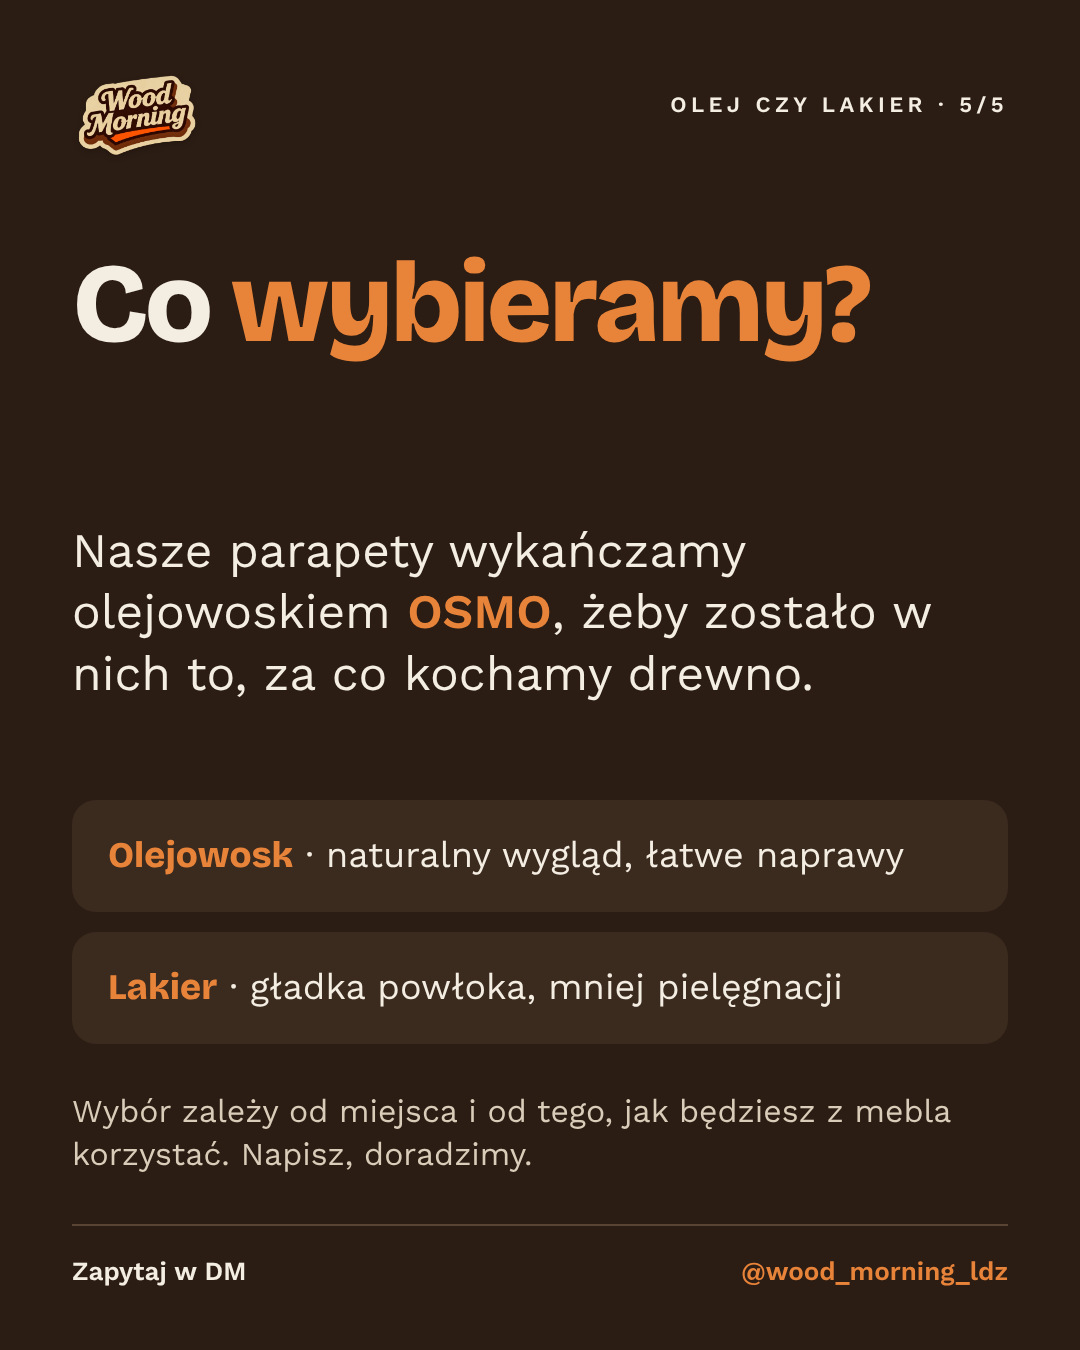 Wood
Morning
OLEJ CZY LAKIER · 5/5
Co wybieramy?
Nasze parapety wykańczamy
olejowoskiem OSMO, żeby zostało w
nich to, za co kochamy drewno.
Olejowosk · naturalny wygląd, łatwe naprawy
Lakier · gładka powłoka, mniej pielęgnacji
Wybór zależy od miejsca i od tego, jak będziesz z mebla
korzystać. Napisz, doradzimy.
Zapytaj w DM
@wood_morning_ldz